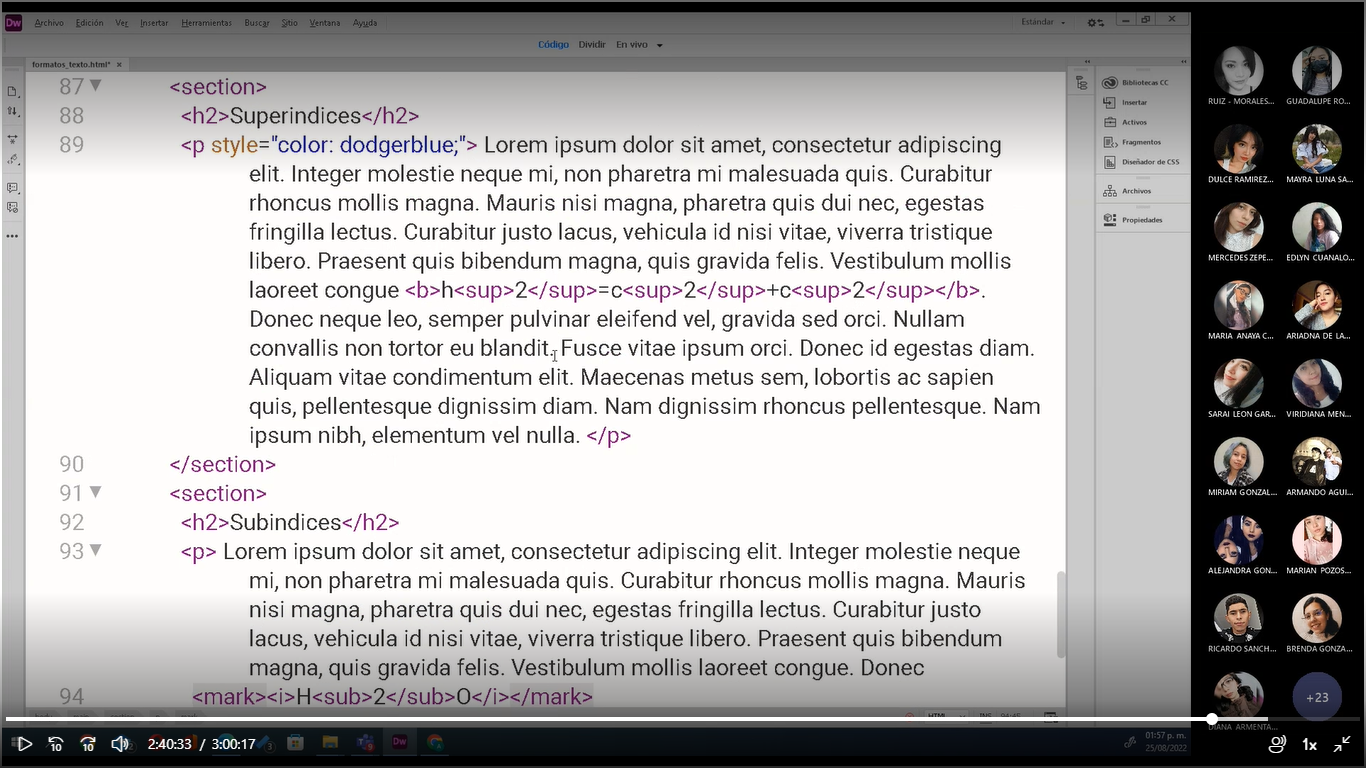 Dw Archivo Edición Ver Insertar Herramientas Buscar Sitio Ventana Ayuda Estándar
Código Dividir En vivo
formatos_texto.html* ×
87 <section>
88 <h2>Superindices</h2>
89 <p style="color: dodgerblue;"> Lorem ipsum dolor sit amet, consectetur adipiscing
elit. Integer molestie neque mi, non pharetra mi malesuada quis. Curabitur
rhoncus mollis magna. Mauris nisi magna, pharetra quis dui nec, egestas
fringilla lectus. Curabitur justo lacus, vehicula id nisi vitae, viverra tristique
libero. Praesent quis bibendum magna, quis gravida felis. Vestibulum mollis
laoreet congue <b>h<sup>2</sup>=c<sup>2</sup>+c<sup>2</sup></b>.
Donec neque leo, semper pulvinar eleifend vel, gravida sed orci. Nullam
convallis non tortor eu blandit. Fusce vitae ipsum orci. Donec id egestas diam.
Aliquam vitae condimentum elit. Maecenas metus sem, lobortis ac sapien
quis, pellentesque dignissim diam. Nam dignissim rhoncus pellentesque. Nam
ipsum nibh, elementum vel nulla. </p>
90 </section>
91 <section>
92 <h2>Subindices</h2>
93 <p> Lorem ipsum dolor sit amet, consectetur adipiscing elit. Integer molestie neque
mi, non pharetra mi malesuada quis. Curabitur rhoncus mollis magna. Mauris
nisi magna, pharetra quis dui nec, egestas fringilla lectus. Curabitur justo
lacus, vehicula id nisi vitae, viverra tristique libero. Praesent quis bibendum
magna, quis gravida felis. Vestibulum mollis laoreet congue. Donec
94 <mark><i>H<sub>2</sub>O</i></mark>
Bibliotecas CC
Insertar
Activos
Fragmentos
Diseñador de CSS
Archivos
Propiedades
RUIZ - MORALES... GUADALUPE RO...
DULCE RAMIREZ... MAYRA LUNA SA...
MERCEDES ZEPE... EDLYN CUANALO...
MARIA ANAYA C... ARIADNA DE LA...
SARAI LEON GAR... VIRIDIANA MEN...
MIRIAM GONZAL... ARMANDO AGUI...
ALEJANDRA GON... MARIAN POZOS...
RICARDO SANCH... BRENDA GONZA...
DIANA ARMENTA... +23
10 10 2:40:33 / 3:00:17
Dw
01:57 p. m.
25/08/2022
1x